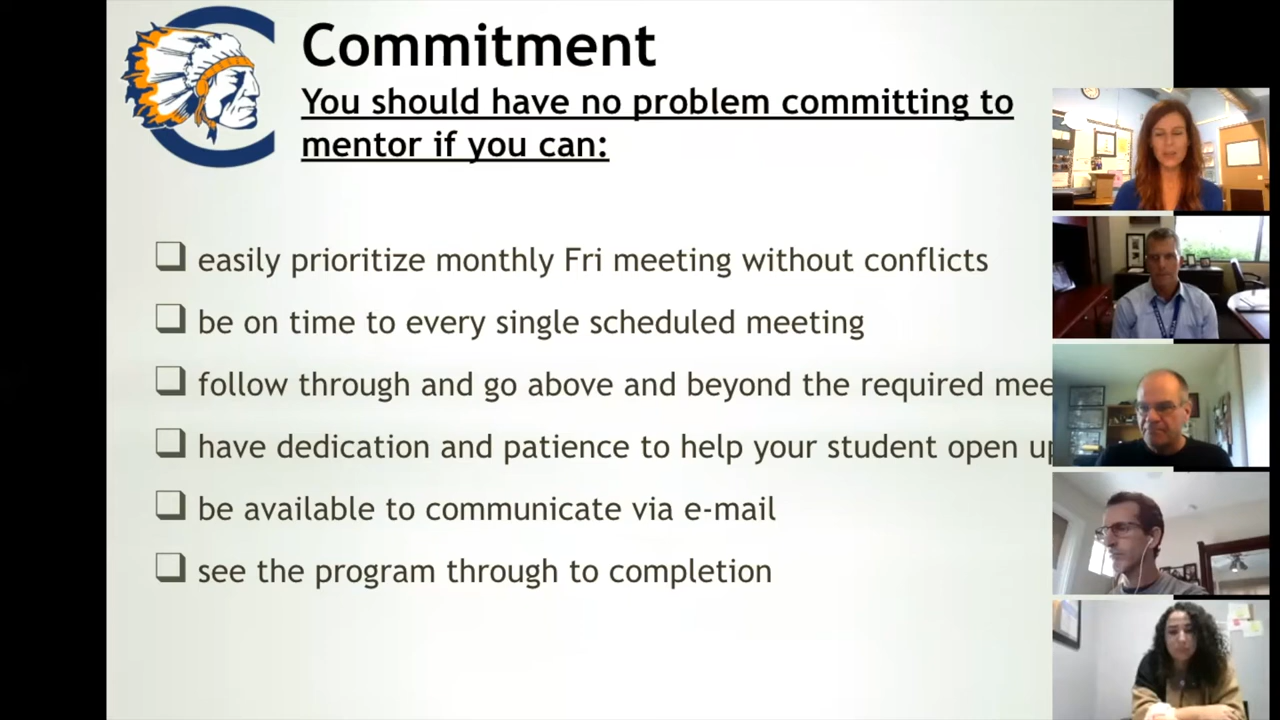 Commitment
You should have no problem committing to
mentor if you can:
easily prioritize monthly Fri meeting without conflicts
be on time to every single scheduled meeting
follow through and go above and beyond the required mee
have dedication and patience to help your student open up
be available to communicate via e-mail
see the program through to completion